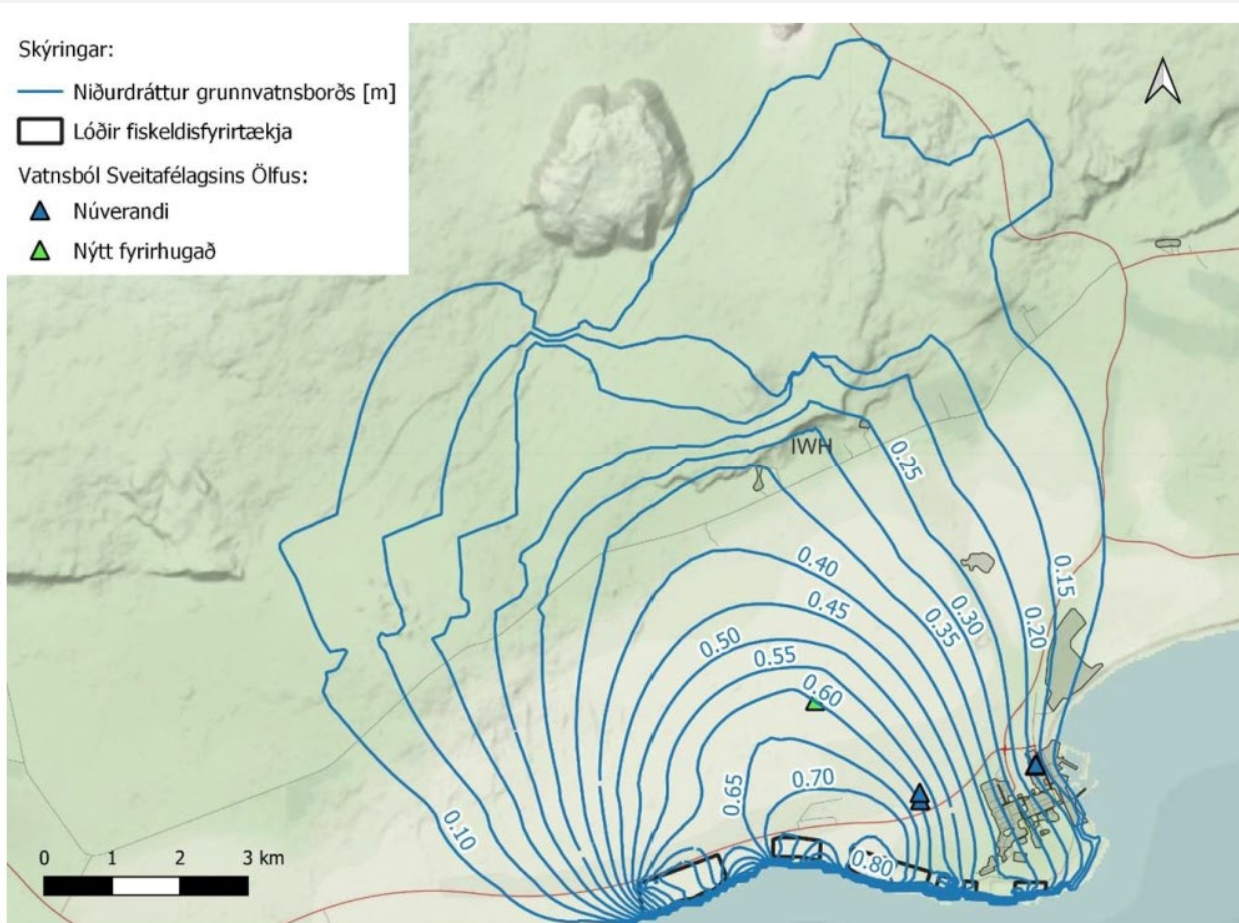 Skýringar:
Niðurdráttur grunnvatnsborðs [m]
Lóðir fiskeldisfyrirtækja
Vatnsból Sveitafélagsins Ölfus:
Núverandi
Nýtt fyrirhugað
IWH
0.25
0.40
0.15
0.45
0.30
0.35
0.20
0.50
0.55
0.60
0.65
0.70
0.10
0.80
0 1 2 3 km